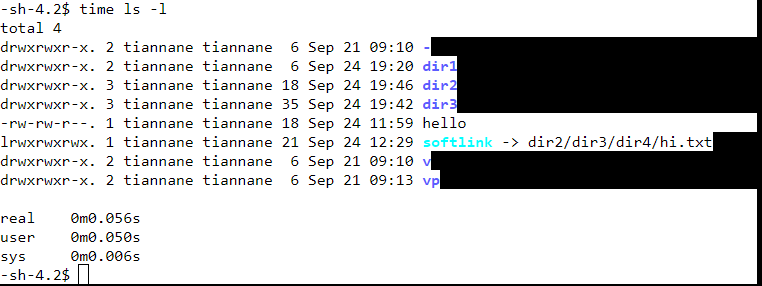 -sh-4.2$ time ls -l
total 4
drwxrwxr-x. 2 tiannane tiannane  6 Sep 21 09:10 -
drwxrwxr-x. 2 tiannane tiannane  6 Sep 24 19:20 dir1
drwxrwxr-x. 3 tiannane tiannane 18 Sep 24 19:46 dir2
drwxrwxr-x. 3 tiannane tiannane 35 Sep 24 19:42 dir3
-rw-rw-r--. 1 tiannane tiannane 18 Sep 24 11:59 hello
lrwxrwxrwx. 1 tiannane tiannane 21 Sep 24 12:29 softlink -> dir2/dir3/dir4/hi.txt
drwxrwxr-x. 2 tiannane tiannane  6 Sep 21 09:10 v
drwxrwxr-x. 2 tiannane tiannane  6 Sep 21 09:13 vp
real    0m0.056s
user    0m0.050s
sys     0m0.006s
-sh-4.2$